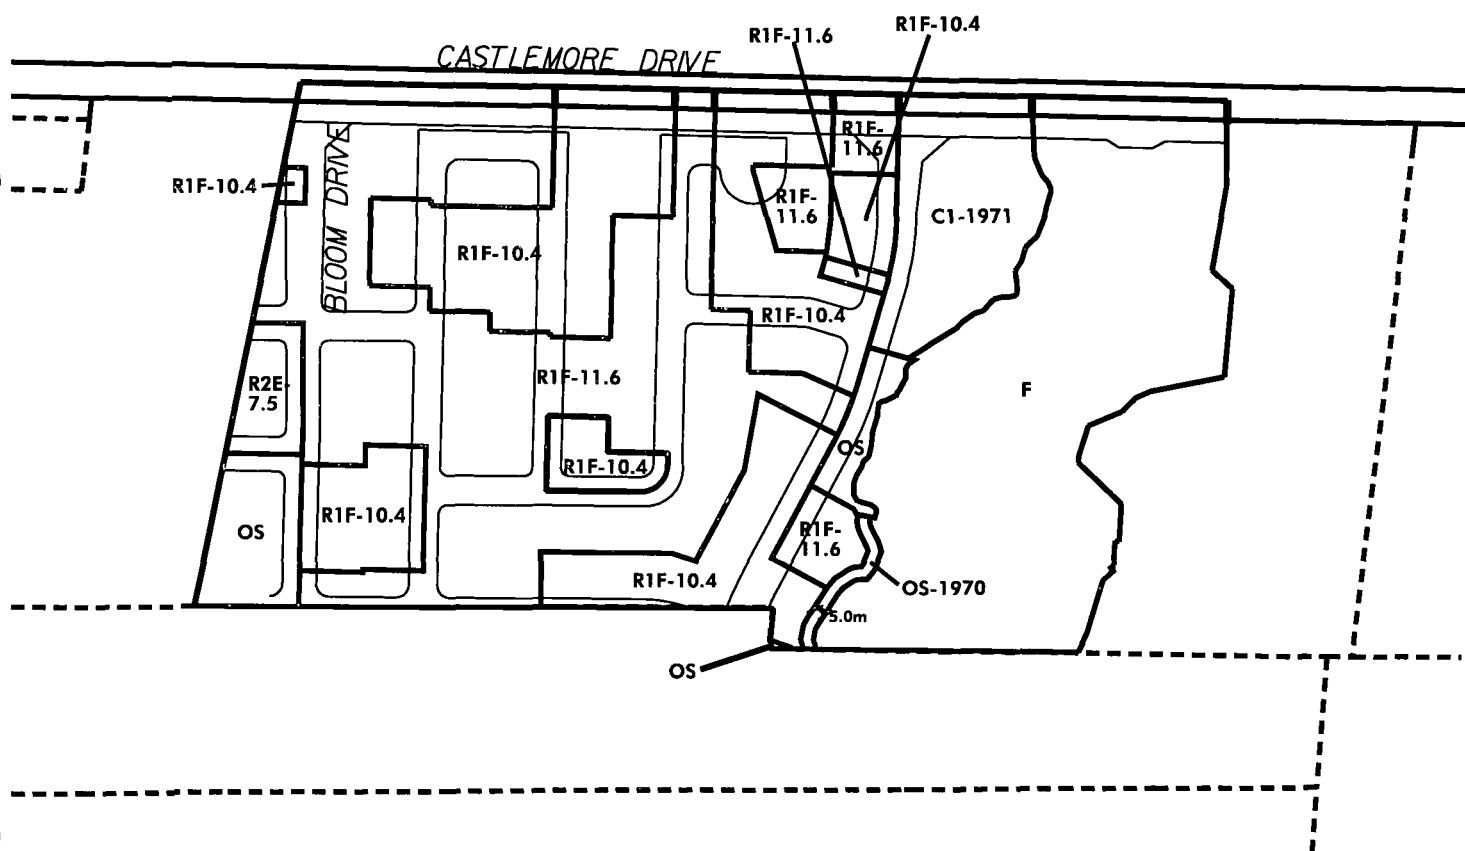 R1F-10.4
R1F-11.6
CASTLEMORE DRIVE
R1F-
11.6
BLOOM DRIVE
R1F-10.4
R1F-
11.6
C1-1971
R1F-10.4
R1F-10.4
R1F-11.6
R2E-
7.5
F
OS
R1F-10.4
R1F-10.4
OS
R1F-
11.6
R1F-10.4
OS-1970
5.0m
OS